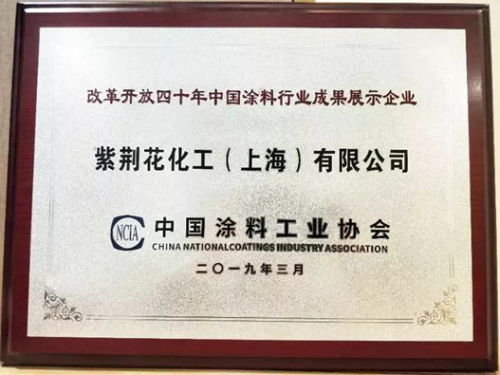 改革开放四十年中国涂料行业成果展示企业
紫荆花化工（上海）有限公司
NCIA 中国涂料工业协会
CHINA NATIONALCOATINGS INDUSTRY ASSOCIATION
二〇一九年三月